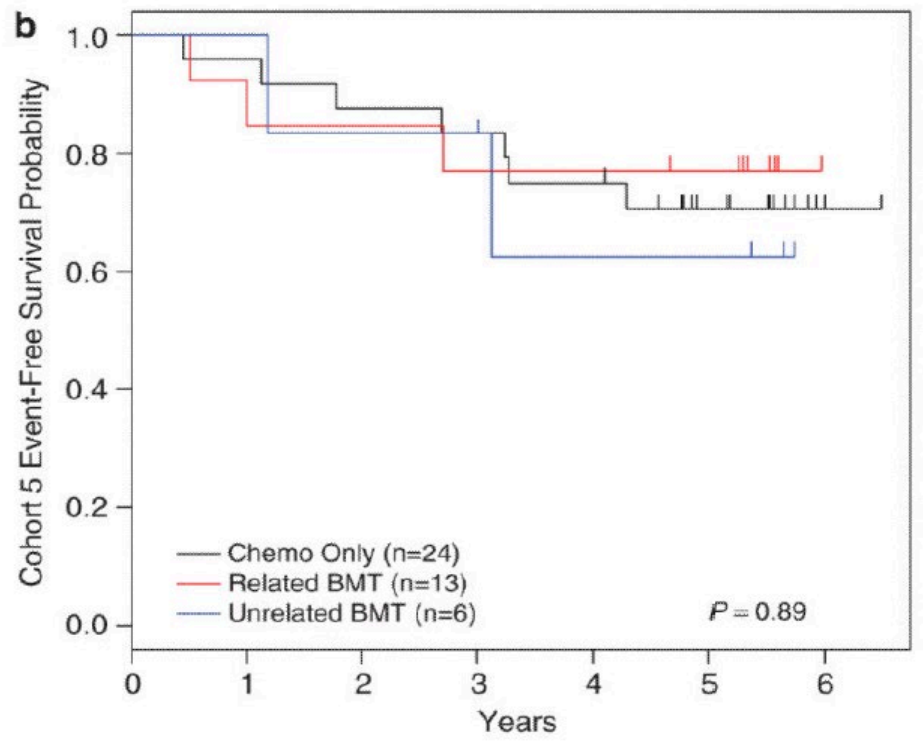 b
Cohort 5 Event-Free Survival Probability
1.0
0.8
0.6
0.4
0.2
0.0
Chemo Only (n=24)
Related BMT (n=13)
Unrelated BMT (n=6)
P = 0.89
0 1 2 3 4 5 6
Years